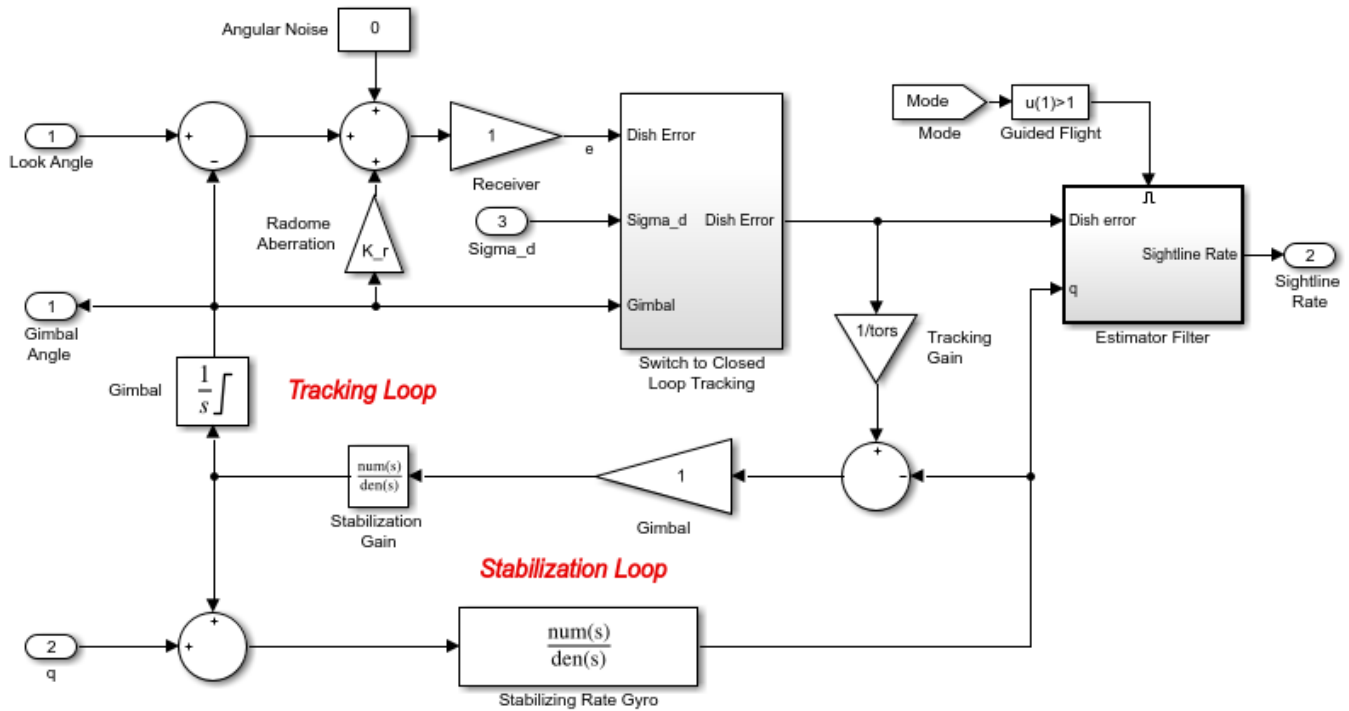 Angular Noise
0
Mode
u(1)>1
Mode
Guided Flight
1
Look Angle
+
−
+
+
+
1
Receiver
e
Dish Error
Sigma_d
Dish Error
Gimbal
Switch to Closed
Loop Tracking
3
Sigma_d
Radome
Aberration
K_r
Dish error
Sightline Rate
q
Estimator Filter
2
Sightline
Rate
1
Gimbal
Angle
Gimbal
1
s
Tracking Loop
1/tors
Tracking
Gain
+
-
1
Gimbal
num(s)
den(s)
Stabilization
Gain
Stabilization Loop
2
q
+
+
num(s)
den(s)
Stabilizing Rate Gyro